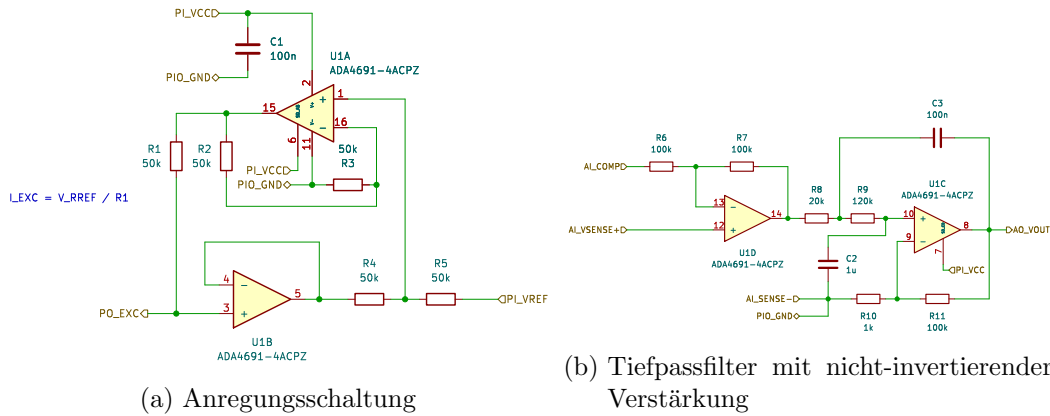 PI_VCC
C1
100n
PIO_GND
U1A
ADA4691-4ACPZ
2
15
1
16
6
11
V+
V-
+
−
R1
50k
R2
50k
50k
R3
PI_VCC
PIO_GND
I_EXC = V_RREF / R1
4
−
3
+
5
R4
50k
R5
50k
PI_VREF
PO_EXC
U1B
ADA4691-4ACPZ
(a) Anregungsschaltung
C3
100n
R6
100k
R7
100k
AI_COMP
R8
20k
R9
120k
U1C
ADA4691-4ACPZ
13
−
14
12
+
AI_VSENSE+
U1D
ADA4691-4ACPZ
10
+
8
9
−
7
AO_VOUT
C2
1u
PI_VCC
AI_SENSE-
PIO_GND
R10
1k
R11
100k
(b) Tiefpassfilter mit nicht-invertierender
Verstärkung